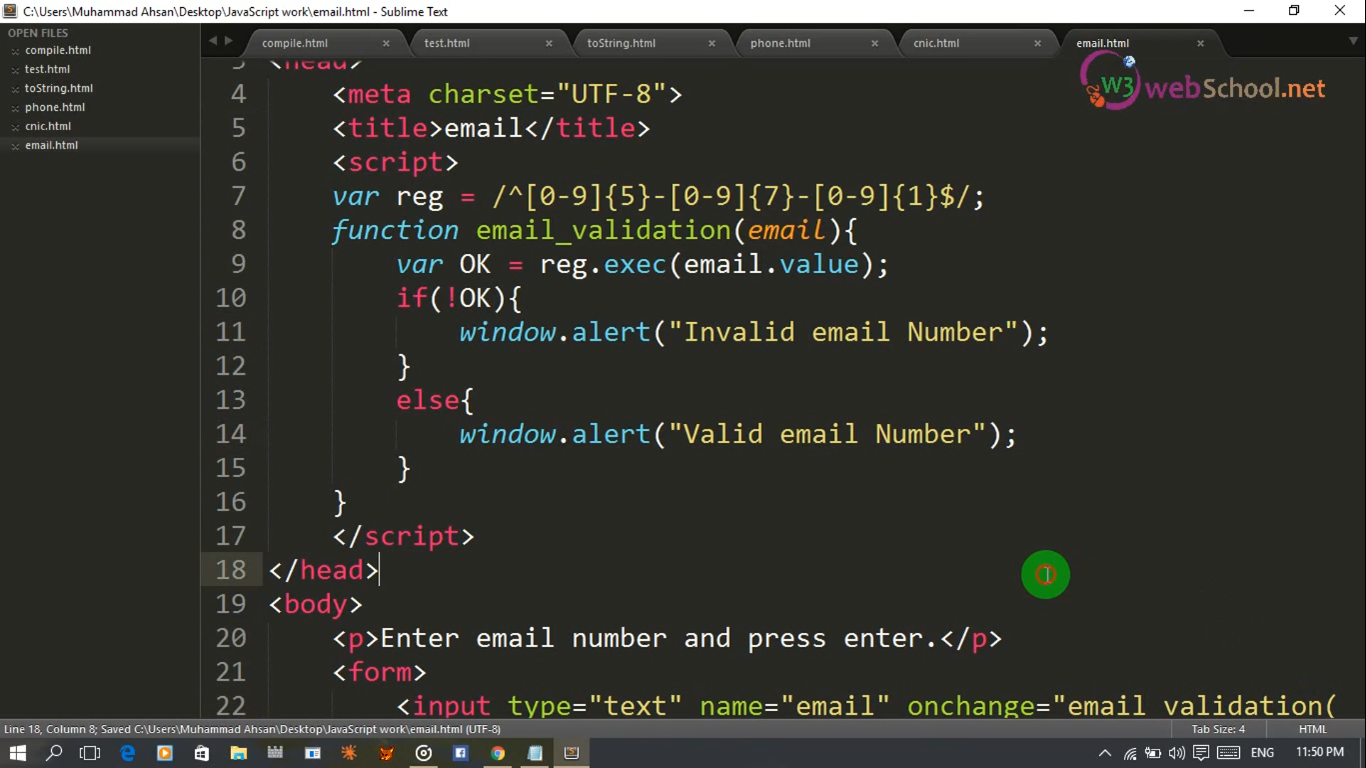 C:\Users\Muhammad Ahsan\Desktop\JavaScript work\email.html - Sublime Text
OPEN FILES
compile.html
test.html
toString.html
phone.html
cnic.html
email.html
compile.html test.html toString.html phone.html cnic.html email.html
W3 webSchool.net
3 <head>
4 <meta charset="UTF-8">
5 <title>email</title>
6 <script>
7 var reg = /^[0-9]{5}-[0-9]{7}-[0-9]{1}$/;
8 function email_validation(email){
9 var OK = reg.exec(email.value);
10 if(!OK){
11 window.alert("Invalid email Number");
12 }
13 else{
14 window.alert("Valid email Number");
15 }
16 }
17 </script>
18 </head>
19 <body>
20 <p>Enter email number and press enter.</p>
21 <form>
22 <input type="text" name="email" onchange="email_validation(
Line 18, Column 8; Saved C:\Users\Muhammad Ahsan\Desktop\JavaScript work\email.html (UTF-8) Tab Size: 4 HTML
ENG 11:50 PM